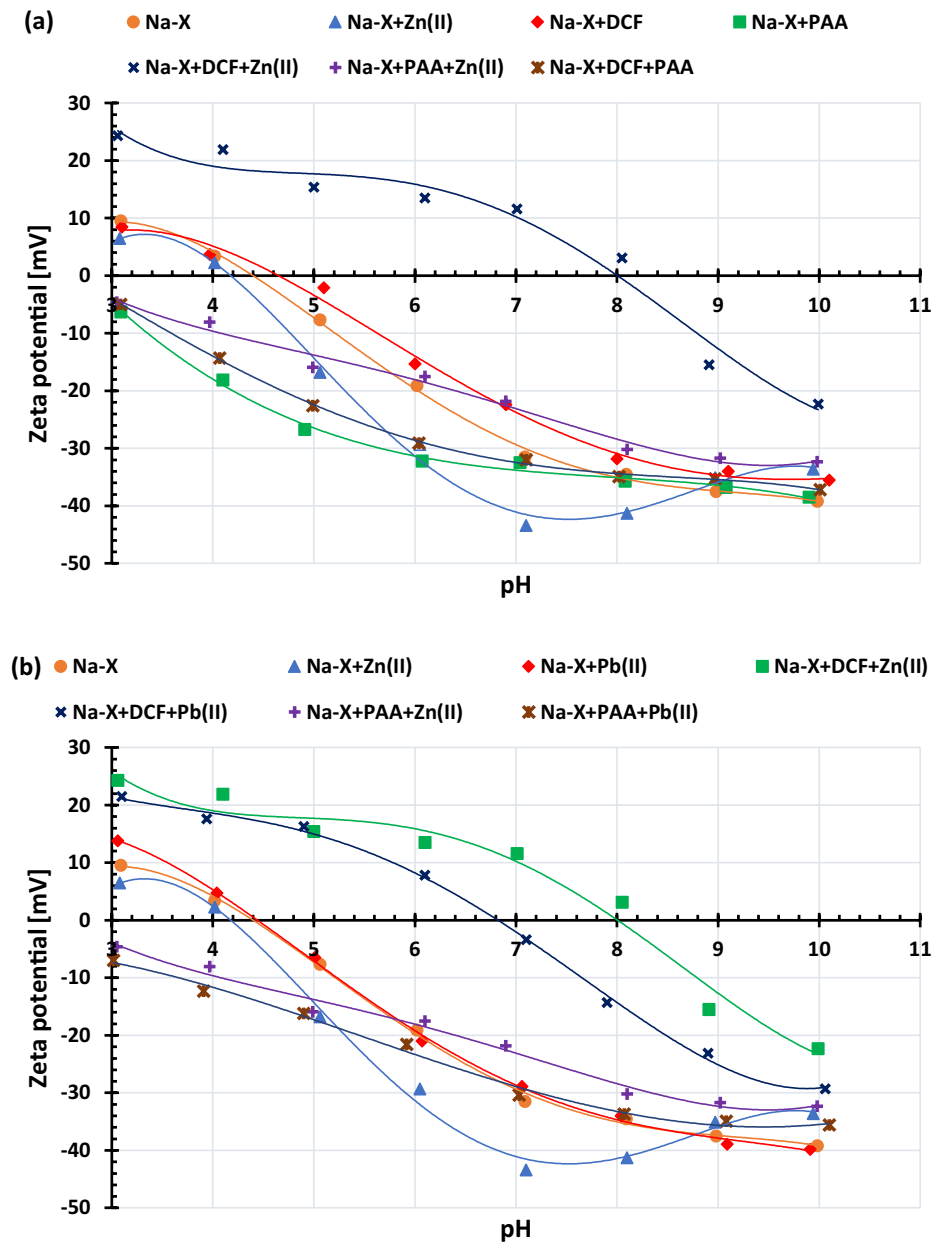 (a)
Na-X Na-X+Zn(II) Na-X+DCF Na-X+PAA
Na-X+DCF+Zn(II) Na-X+PAA+Zn(II) Na-X+DCF+PAA
30
20
10
0
-10
-20
-30
-40
-50
3 4 5 6 7 8 9 10 11
Zeta potential [mV]
pH
(b)
Na-X Na-X+Zn(II) Na-X+Pb(II) Na-X+DCF+Zn(II)
Na-X+DCF+Pb(II) Na-X+PAA+Zn(II) Na-X+PAA+Pb(II)
30
20
10
0
-10
-20
-30
-40
-50
3 4 5 6 7 8 9 10 11
Zeta potential [mV]
pH